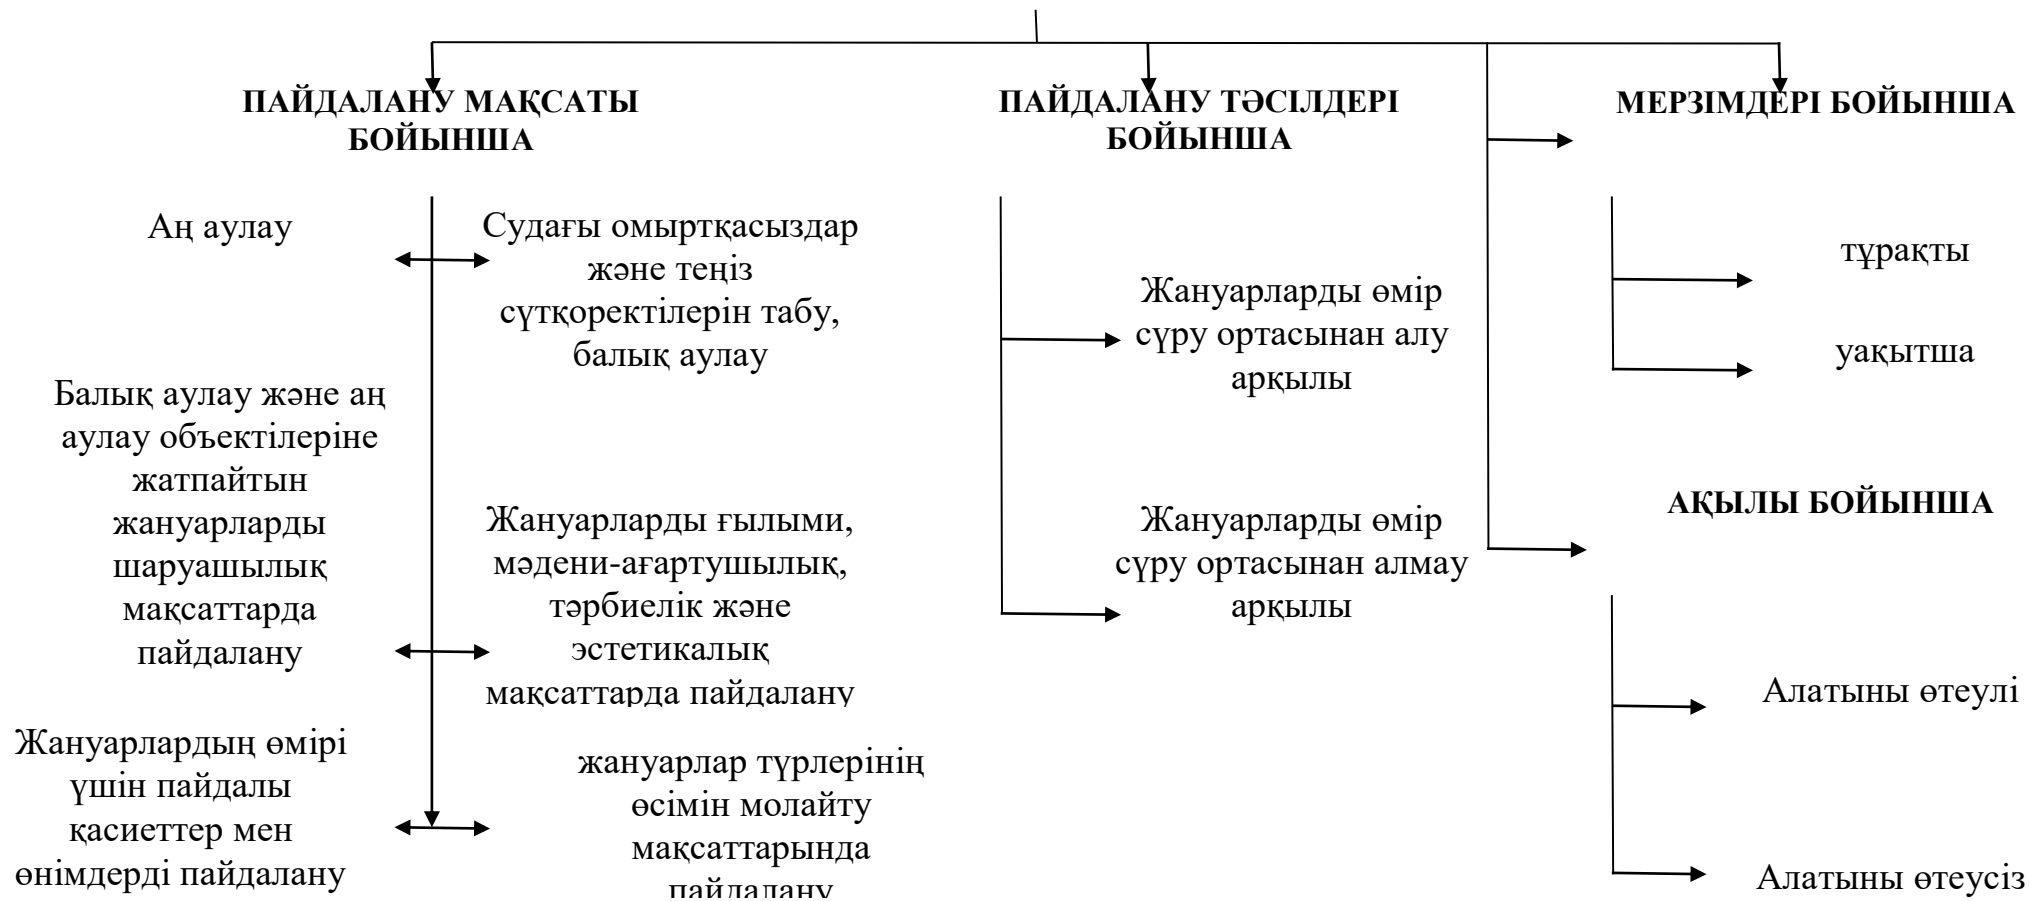 ПАЙДАЛАНУ МАҚСАТЫ
БОЙЫНША
Аң аулау
Судағы омыртқасыздар
және теңіз
сүтқоректілерін табу,
балық аулау
Балық аулау және аң
аулау объектілеріне
жатпайтын
жануарларды
шаруашылық
мақсаттарда
пайдалану
Жануарларды ғылыми,
мәдени-ағартушылық,
тәрбиелік және
эстетикалық
мақсаттарда пайдалану
Жануарлардың өмірі
үшін пайдалы
қасиеттер мен
өнімдерді пайдалану
жануарлар түрлерінің
өсімін молайту
мақсаттарында
пайдалану
ПАЙДАЛАНУ ТӘСІЛДЕРІ
БОЙЫНША
Жануарларды өмір
сүру ортасынан алу
арқылы
Жануарларды өмір
сүру ортасынан алмау
арқылы
МЕРЗІМДЕРІ БОЙЫНША
тұрақты
уақытша
АҚЫЛЫ БОЙЫНША
Алатыны өтеулі
Алатыны өтеусіз